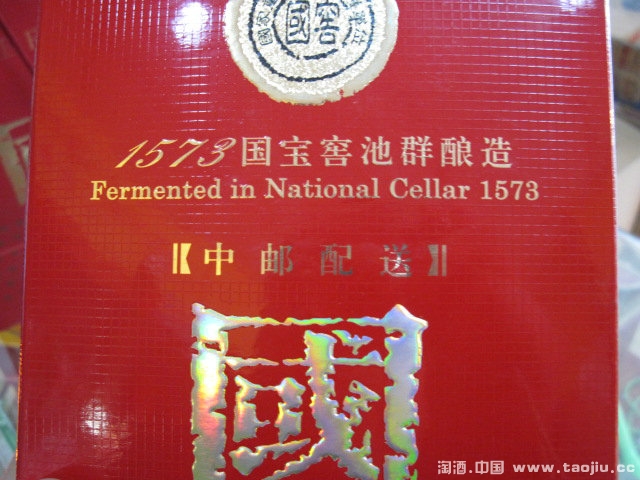 國窖
1573国宝窖池群酿造
Fermented in National Cellar 1573
【中邮配送】
國
淘酒.中国 www.taojiu.cc